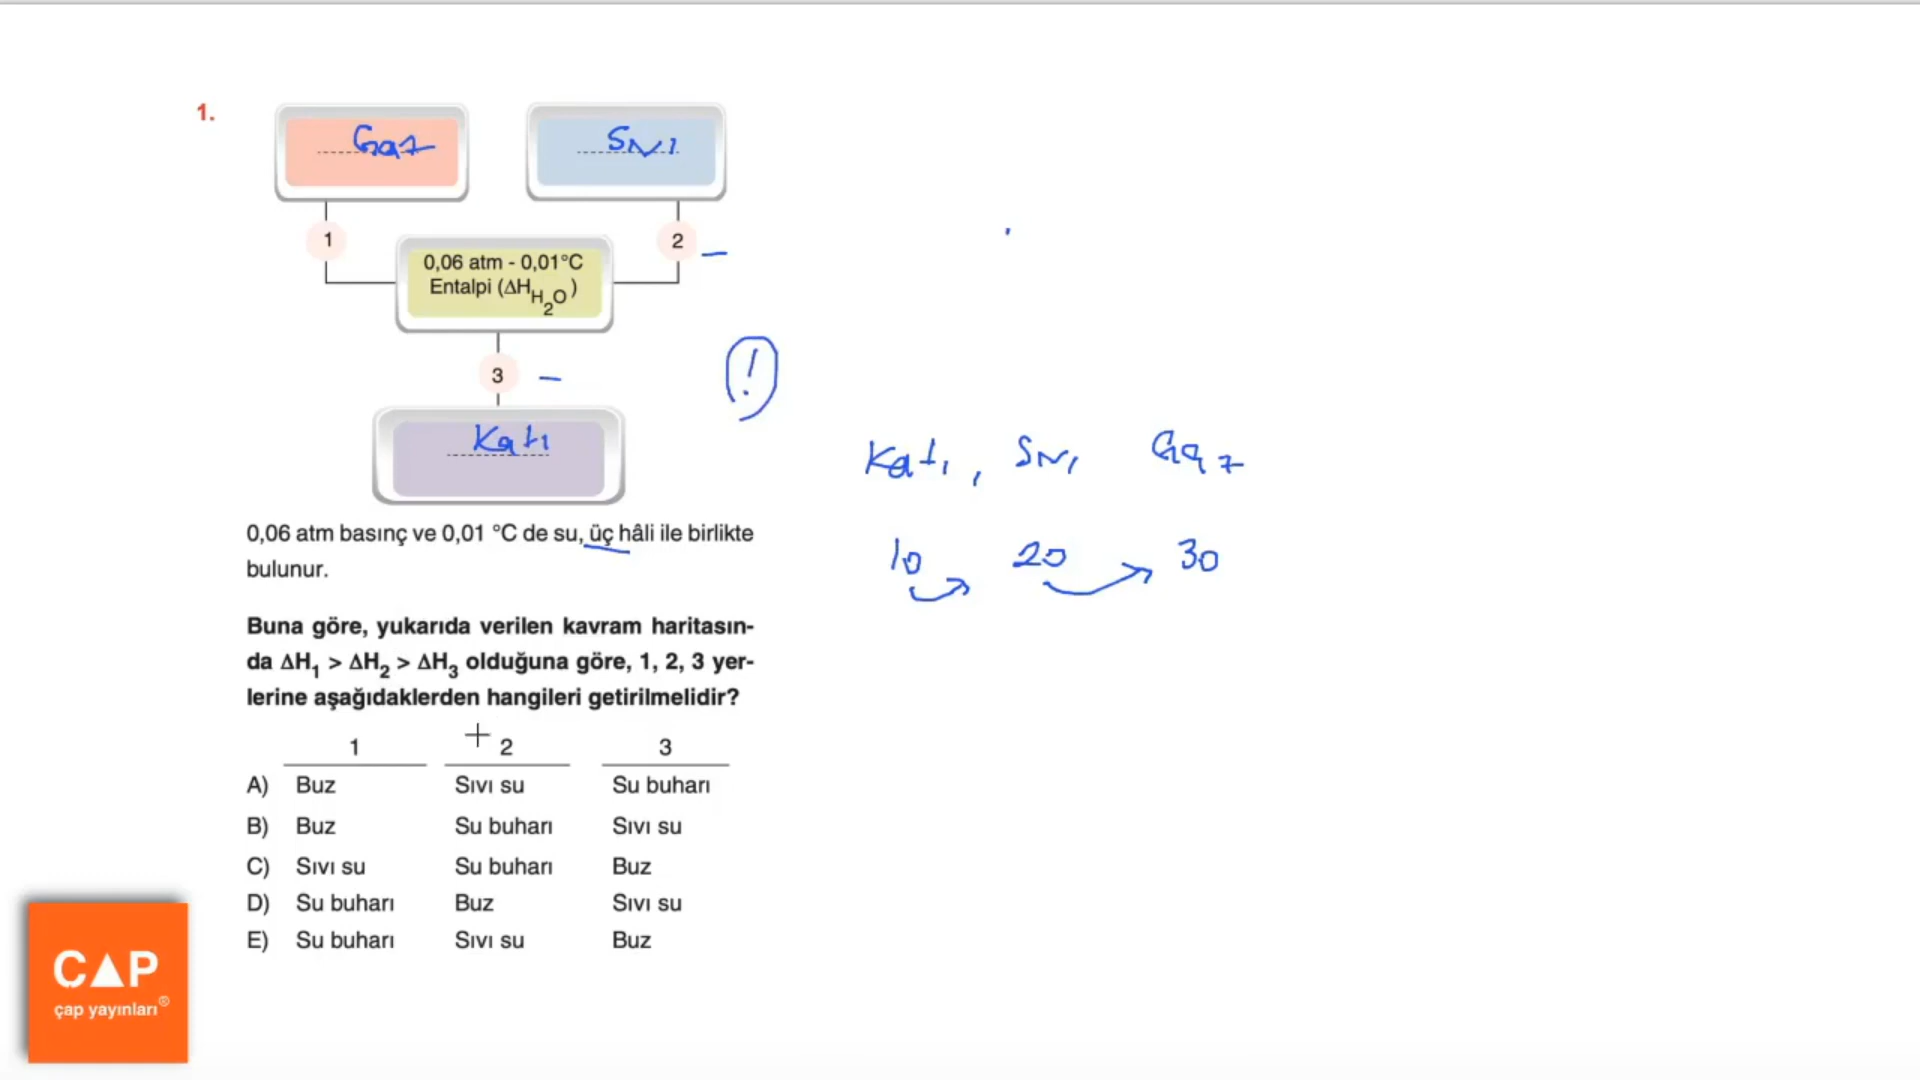 1.
Gaz
Sıvı
1
2 –
0,06 atm - 0,01°C
Entalpi (ΔH_H₂O)
3 –
!
Katı
Katı, Sıvı Gaz
10 20 30
0,06 atm basınç ve 0,01 °C de su, üç hâli ile birlikte
bulunur.
Buna göre, yukarıda verilen kavram haritasın-
da ΔH₁ > ΔH₂ > ΔH₃ olduğuna göre, 1, 2, 3 yer-
lerine aşağıdaklerden hangileri getirilmelidir?
1 2 3
A) Buz Sıvı su Su buharı
B) Buz Su buharı Sıvı su
C) Sıvı su Su buharı Buz
D) Su buharı Buz Sıvı su
E) Su buharı Sıvı su Buz
ÇAP
çap yayınları®